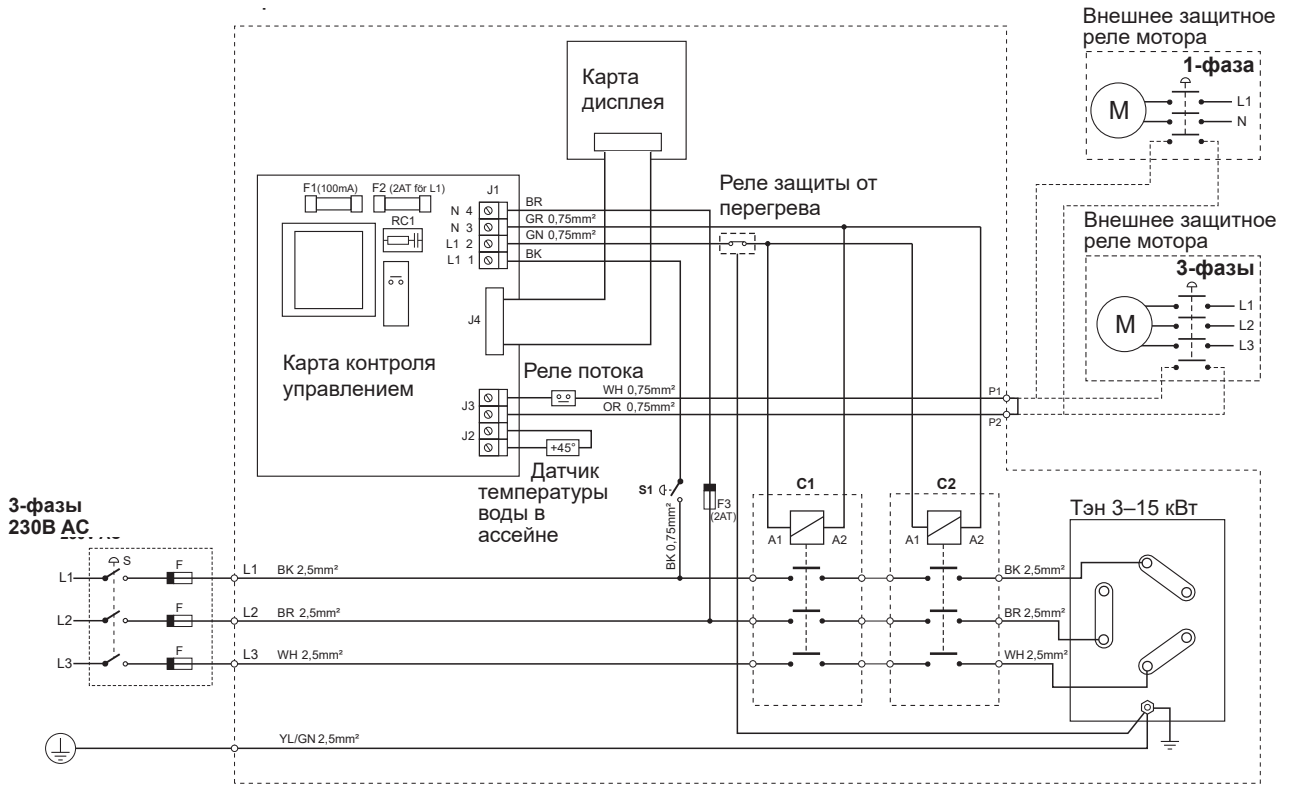 Внешнее защитное
реле мотора
1-фаза
M
L1
N
Карта
дисплея
F1(100mA)
F2 (2AT för L1)
J1
RC1
N 4
N 3
L1 2
L1 1
BR
GR 0,75mm²
GN 0,75mm²
BK
Реле защиты от
перегрева
Внешнее защитное
реле мотора
3-фазы
M
L1
L2
L3
J4
Карта контроля
управлением
Реле потока
J3
WH 0,75mm²
OR 0,75mm²
P1
P2
J2
+45°
Датчик
температуры
воды в
ассейне
S1
F3
(2AT)
BK 0,75mm²
C1
A1
A2
C2
A1
A2
Тэн 3–15 кВт
3-фазы
230В AC
S
L1
F
L1
BK 2,5mm²
BK 2,5mm²
L2
F
L2
BR 2,5mm²
BR 2,5mm²
L3
F
L3
WH 2,5mm²
WH 2,5mm²
YL/GN 2,5mm²